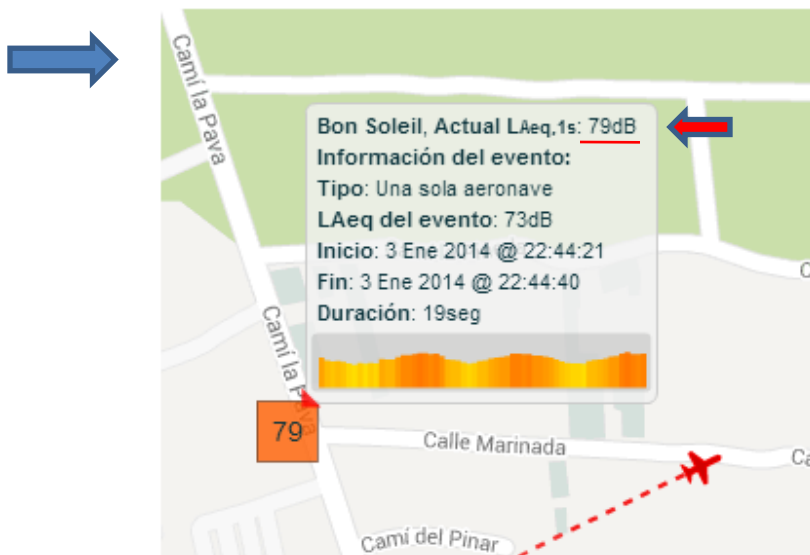 Camí la Pava
Bon Soleil, Actual LAeq,1s: 79dB
Información del evento:
Tipo: Una sola aeronave
LAeq del evento: 73dB
Inicio: 3 Ene 2014 @ 22:44:21
Fin: 3 Ene 2014 @ 22:44:40
Duración: 19seg
Camí la Pava
79
Calle Marinada
Camí del Pinar